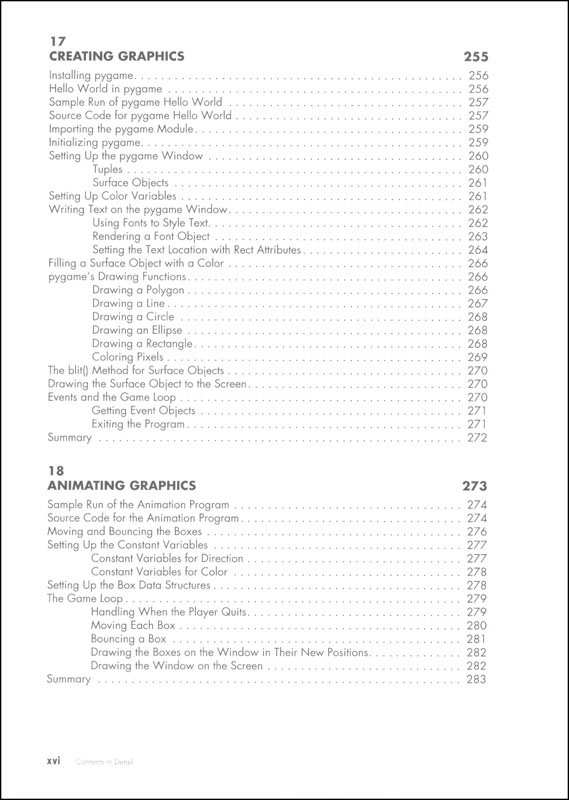 17
CREATING GRAPHICS 255
Installing pygame. . . . . . . . . . . . . . . . . . . . . . . . . . . . . . . . . . . . . . . . . . . . . . . . 256
Hello World in pygame . . . . . . . . . . . . . . . . . . . . . . . . . . . . . . . . . . . . . . . . . . . 256
Sample Run of pygame Hello World . . . . . . . . . . . . . . . . . . . . . . . . . . . . . . . . . . 257
Source Code for pygame Hello World . . . . . . . . . . . . . . . . . . . . . . . . . . . . . . . . . 257
Importing the pygame Module . . . . . . . . . . . . . . . . . . . . . . . . . . . . . . . . . . . . . . . 259
Initializing pygame. . . . . . . . . . . . . . . . . . . . . . . . . . . . . . . . . . . . . . . . . . . . . . . 259
Setting Up the pygame Window . . . . . . . . . . . . . . . . . . . . . . . . . . . . . . . . . . . . . 260
Tuples . . . . . . . . . . . . . . . . . . . . . . . . . . . . . . . . . . . . . . . . . . . . . . . . . 260
Surface Objects . . . . . . . . . . . . . . . . . . . . . . . . . . . . . . . . . . . . . . . . . . 261
Setting Up Color Variables . . . . . . . . . . . . . . . . . . . . . . . . . . . . . . . . . . . . . . . . . 261
Writing Text on the pygame Window. . . . . . . . . . . . . . . . . . . . . . . . . . . . . . . . . . 262
Using Fonts to Style Text. . . . . . . . . . . . . . . . . . . . . . . . . . . . . . . . . . . . . 262
Rendering a Font Object . . . . . . . . . . . . . . . . . . . . . . . . . . . . . . . . . . . . 263
Setting the Text Location with Rect Attributes . . . . . . . . . . . . . . . . . . . . . . . 264
Filling a Surface Object with a Color . . . . . . . . . . . . . . . . . . . . . . . . . . . . . . . . . . 266
pygame's Drawing Functions . . . . . . . . . . . . . . . . . . . . . . . . . . . . . . . . . . . . . . . . 266
Drawing a Polygon . . . . . . . . . . . . . . . . . . . . . . . . . . . . . . . . . . . . . . . . 266
Drawing a Line . . . . . . . . . . . . . . . . . . . . . . . . . . . . . . . . . . . . . . . . . . . 267
Drawing a Circle . . . . . . . . . . . . . . . . . . . . . . . . . . . . . . . . . . . . . . . . . 268
Drawing an Ellipse . . . . . . . . . . . . . . . . . . . . . . . . . . . . . . . . . . . . . . . . 268
Drawing a Rectangle . . . . . . . . . . . . . . . . . . . . . . . . . . . . . . . . . . . . . . . 268
Coloring Pixels . . . . . . . . . . . . . . . . . . . . . . . . . . . . . . . . . . . . . . . . . . . 269
The blit() Method for Surface Objects . . . . . . . . . . . . . . . . . . . . . . . . . . . . . . . . . . 270
Drawing the Surface Object to the Screen . . . . . . . . . . . . . . . . . . . . . . . . . . . . . . . 270
Events and the Game Loop . . . . . . . . . . . . . . . . . . . . . . . . . . . . . . . . . . . . . . . . . 270
Getting Event Objects . . . . . . . . . . . . . . . . . . . . . . . . . . . . . . . . . . . . . . 271
Exiting the Program . . . . . . . . . . . . . . . . . . . . . . . . . . . . . . . . . . . . . . . . 271
Summary . . . . . . . . . . . . . . . . . . . . . . . . . . . . . . . . . . . . . . . . . . . . . . . . . . . . . 272
18
ANIMATING GRAPHICS 273
Sample Run of the Animation Program . . . . . . . . . . . . . . . . . . . . . . . . . . . . . . . . . 274
Source Code for the Animation Program . . . . . . . . . . . . . . . . . . . . . . . . . . . . . . . . 274
Moving and Bouncing the Boxes . . . . . . . . . . . . . . . . . . . . . . . . . . . . . . . . . . . . . 276
Setting Up the Constant Variables . . . . . . . . . . . . . . . . . . . . . . . . . . . . . . . . . . . . 277
Constant Variables for Direction . . . . . . . . . . . . . . . . . . . . . . . . . . . . . . . . 277
Constant Variables for Color . . . . . . . . . . . . . . . . . . . . . . . . . . . . . . . . . . 278
Setting Up the Box Data Structures . . . . . . . . . . . . . . . . . . . . . . . . . . . . . . . . . . . . 278
The Game Loop . . . . . . . . . . . . . . . . . . . . . . . . . . . . . . . . . . . . . . . . . . . . . . . . . 279
Handling When the Player Quits. . . . . . . . . . . . . . . . . . . . . . . . . . . . . . . . 279
Moving Each Box . . . . . . . . . . . . . . . . . . . . . . . . . . . . . . . . . . . . . . . . . 280
Bouncing a Box . . . . . . . . . . . . . . . . . . . . . . . . . . . . . . . . . . . . . . . . . . 281
Drawing the Boxes on the Window in Their New Positions. . . . . . . . . . . . . . 282
Drawing the Window on the Screen . . . . . . . . . . . . . . . . . . . . . . . . . . . . . 282
Summary . . . . . . . . . . . . . . . . . . . . . . . . . . . . . . . . . . . . . . . . . . . . . . . . . . . . . 283
xvi Contents in Detail